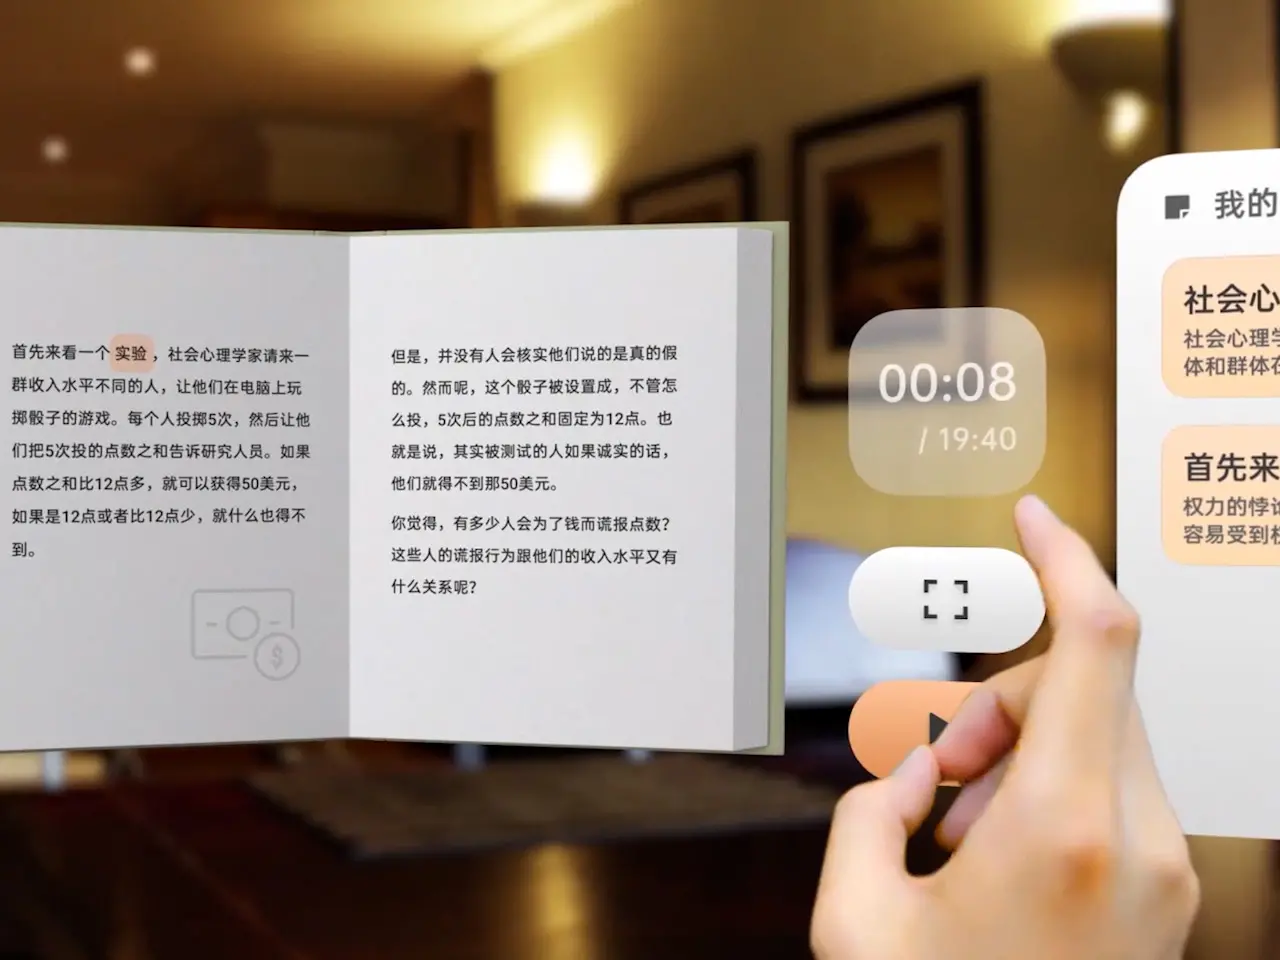 首先来看一个 实验 ，社会心理学家请来一
群收入水平不同的人，让他们在电脑上玩
掷骰子的游戏。每个人投掷5次，然后让他
们把5次投的点数之和告诉研究人员。如果
点数之和比12点多，就可以获得50美元，
如果是12点或者比12点少，就什么也得不
到。
$
但是，并没有人会核实他们说的是真的假
的。然而呢，这个骰子被设置成，不管怎
么投，5次后的点数之和固定为12点。也
就是说，其实被测试的人如果诚实的话，
他们就得不到那50美元。
你觉得，有多少人会为了钱而谎报点数？
这些人的谎报行为跟他们的收入水平又有
什么关系呢？
00:08
/ 19:40
我的
社会心
社会心理学
体和群体在
首先来
权力的悖论
容易受到权